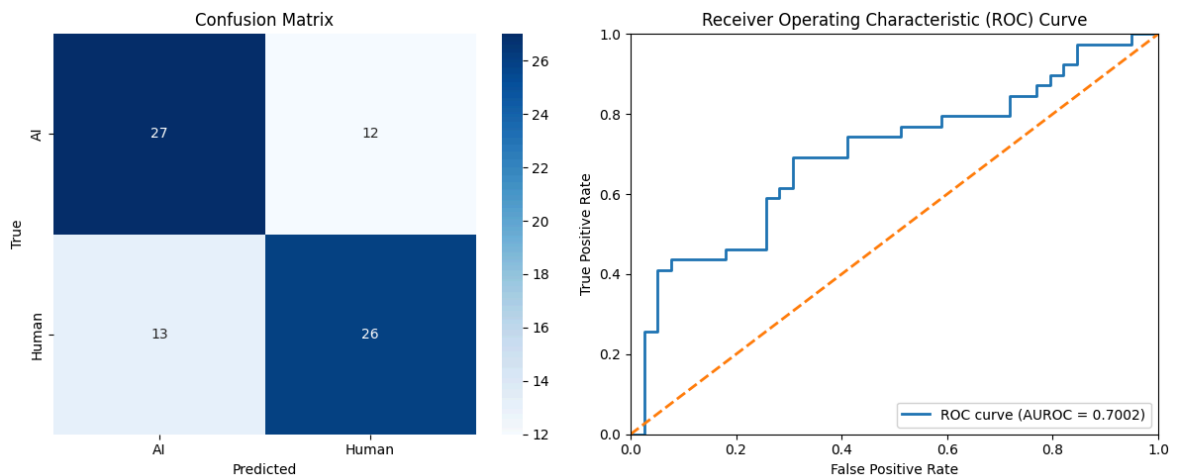 Confusion Matrix
True
AI
Human
27
12
13
26
AI
Human
Predicted
26
24
22
20
18
16
14
12
Receiver Operating Characteristic (ROC) Curve
True Positive Rate
1.0
0.8
0.6
0.4
0.2
0.0
0.0
0.2
0.4
0.6
0.8
1.0
False Positive Rate
ROC curve (AUROC = 0.7002)